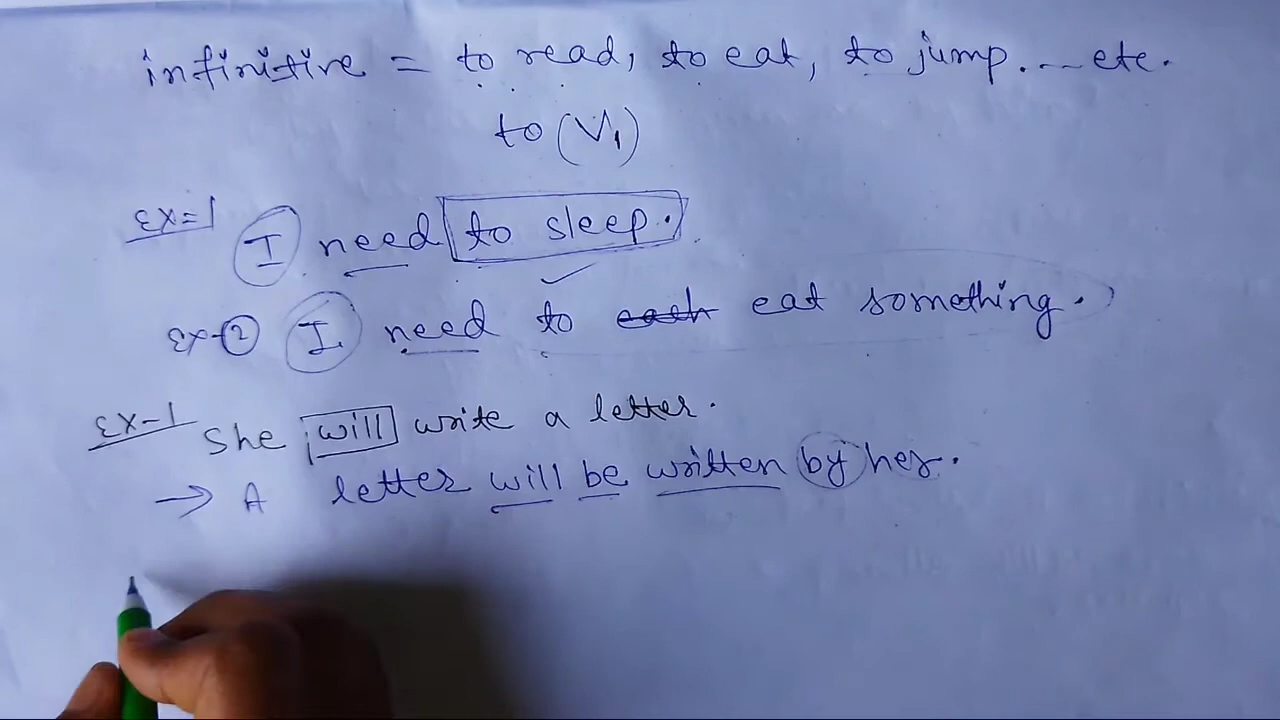 infinitive = to read, to eat, to jump.... etc.
to (V1)
Ex=1 I need to sleep.
Ex-2 I need to each eat something.
Ex-1 She will write a letter.
→ A letter will be written by her.